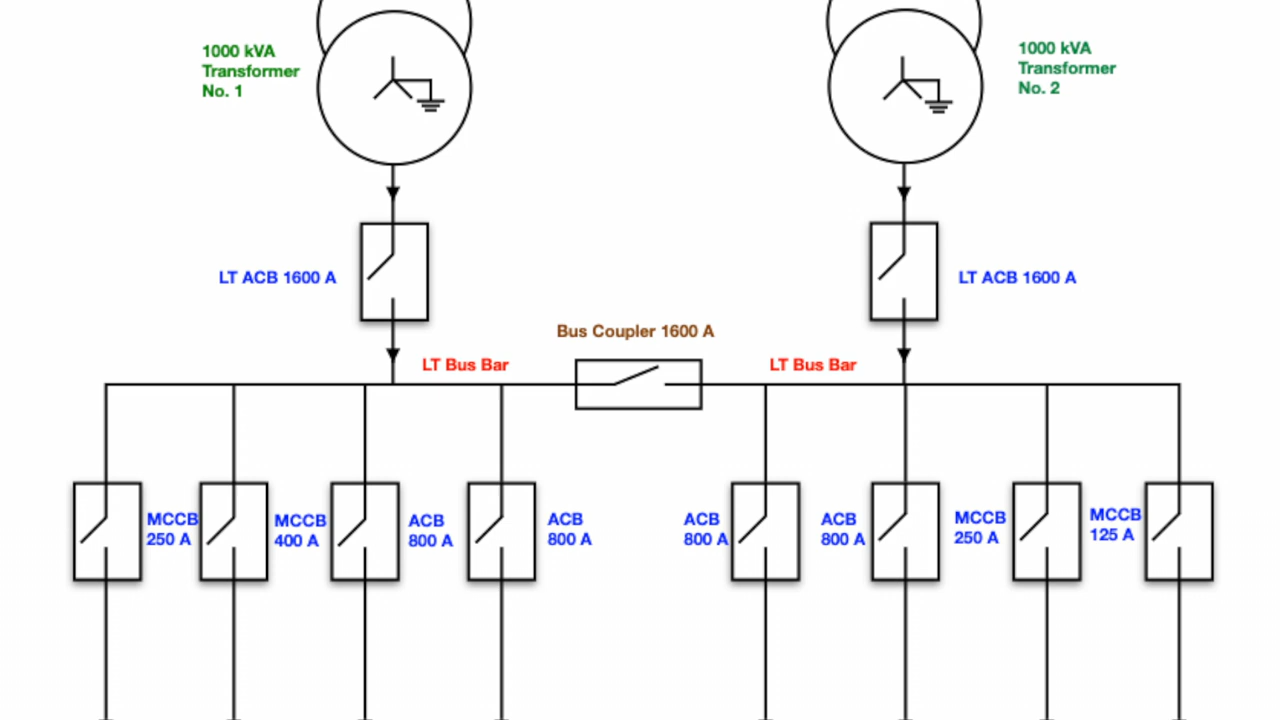 1000 kVA
Transformer
No. 1
1000 kVA
Transformer
No. 2
LT ACB 1600 A
LT ACB 1600 A
Bus Coupler 1600 A
LT Bus Bar
LT Bus Bar
MCCB
250 A
MCCB
400 A
ACB
800 A
ACB
800 A
ACB
800 A
ACB
800 A
MCCB
250 A
MCCB
125 A